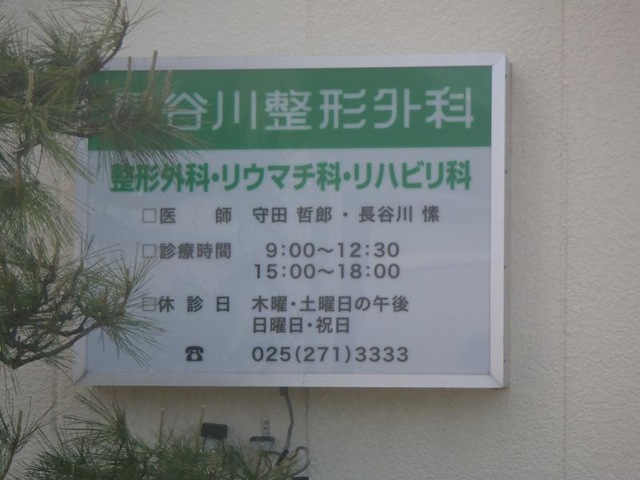 谷川整形外科
整形外科・リウマチ科・リハビリ科
□医 師 守田 哲郎・長谷川 愫
□診療時間 9:00～12:30
15:00～18:00
□休診日 木曜・土曜日の午後
日曜日・祝日
☎ 025(271)3333